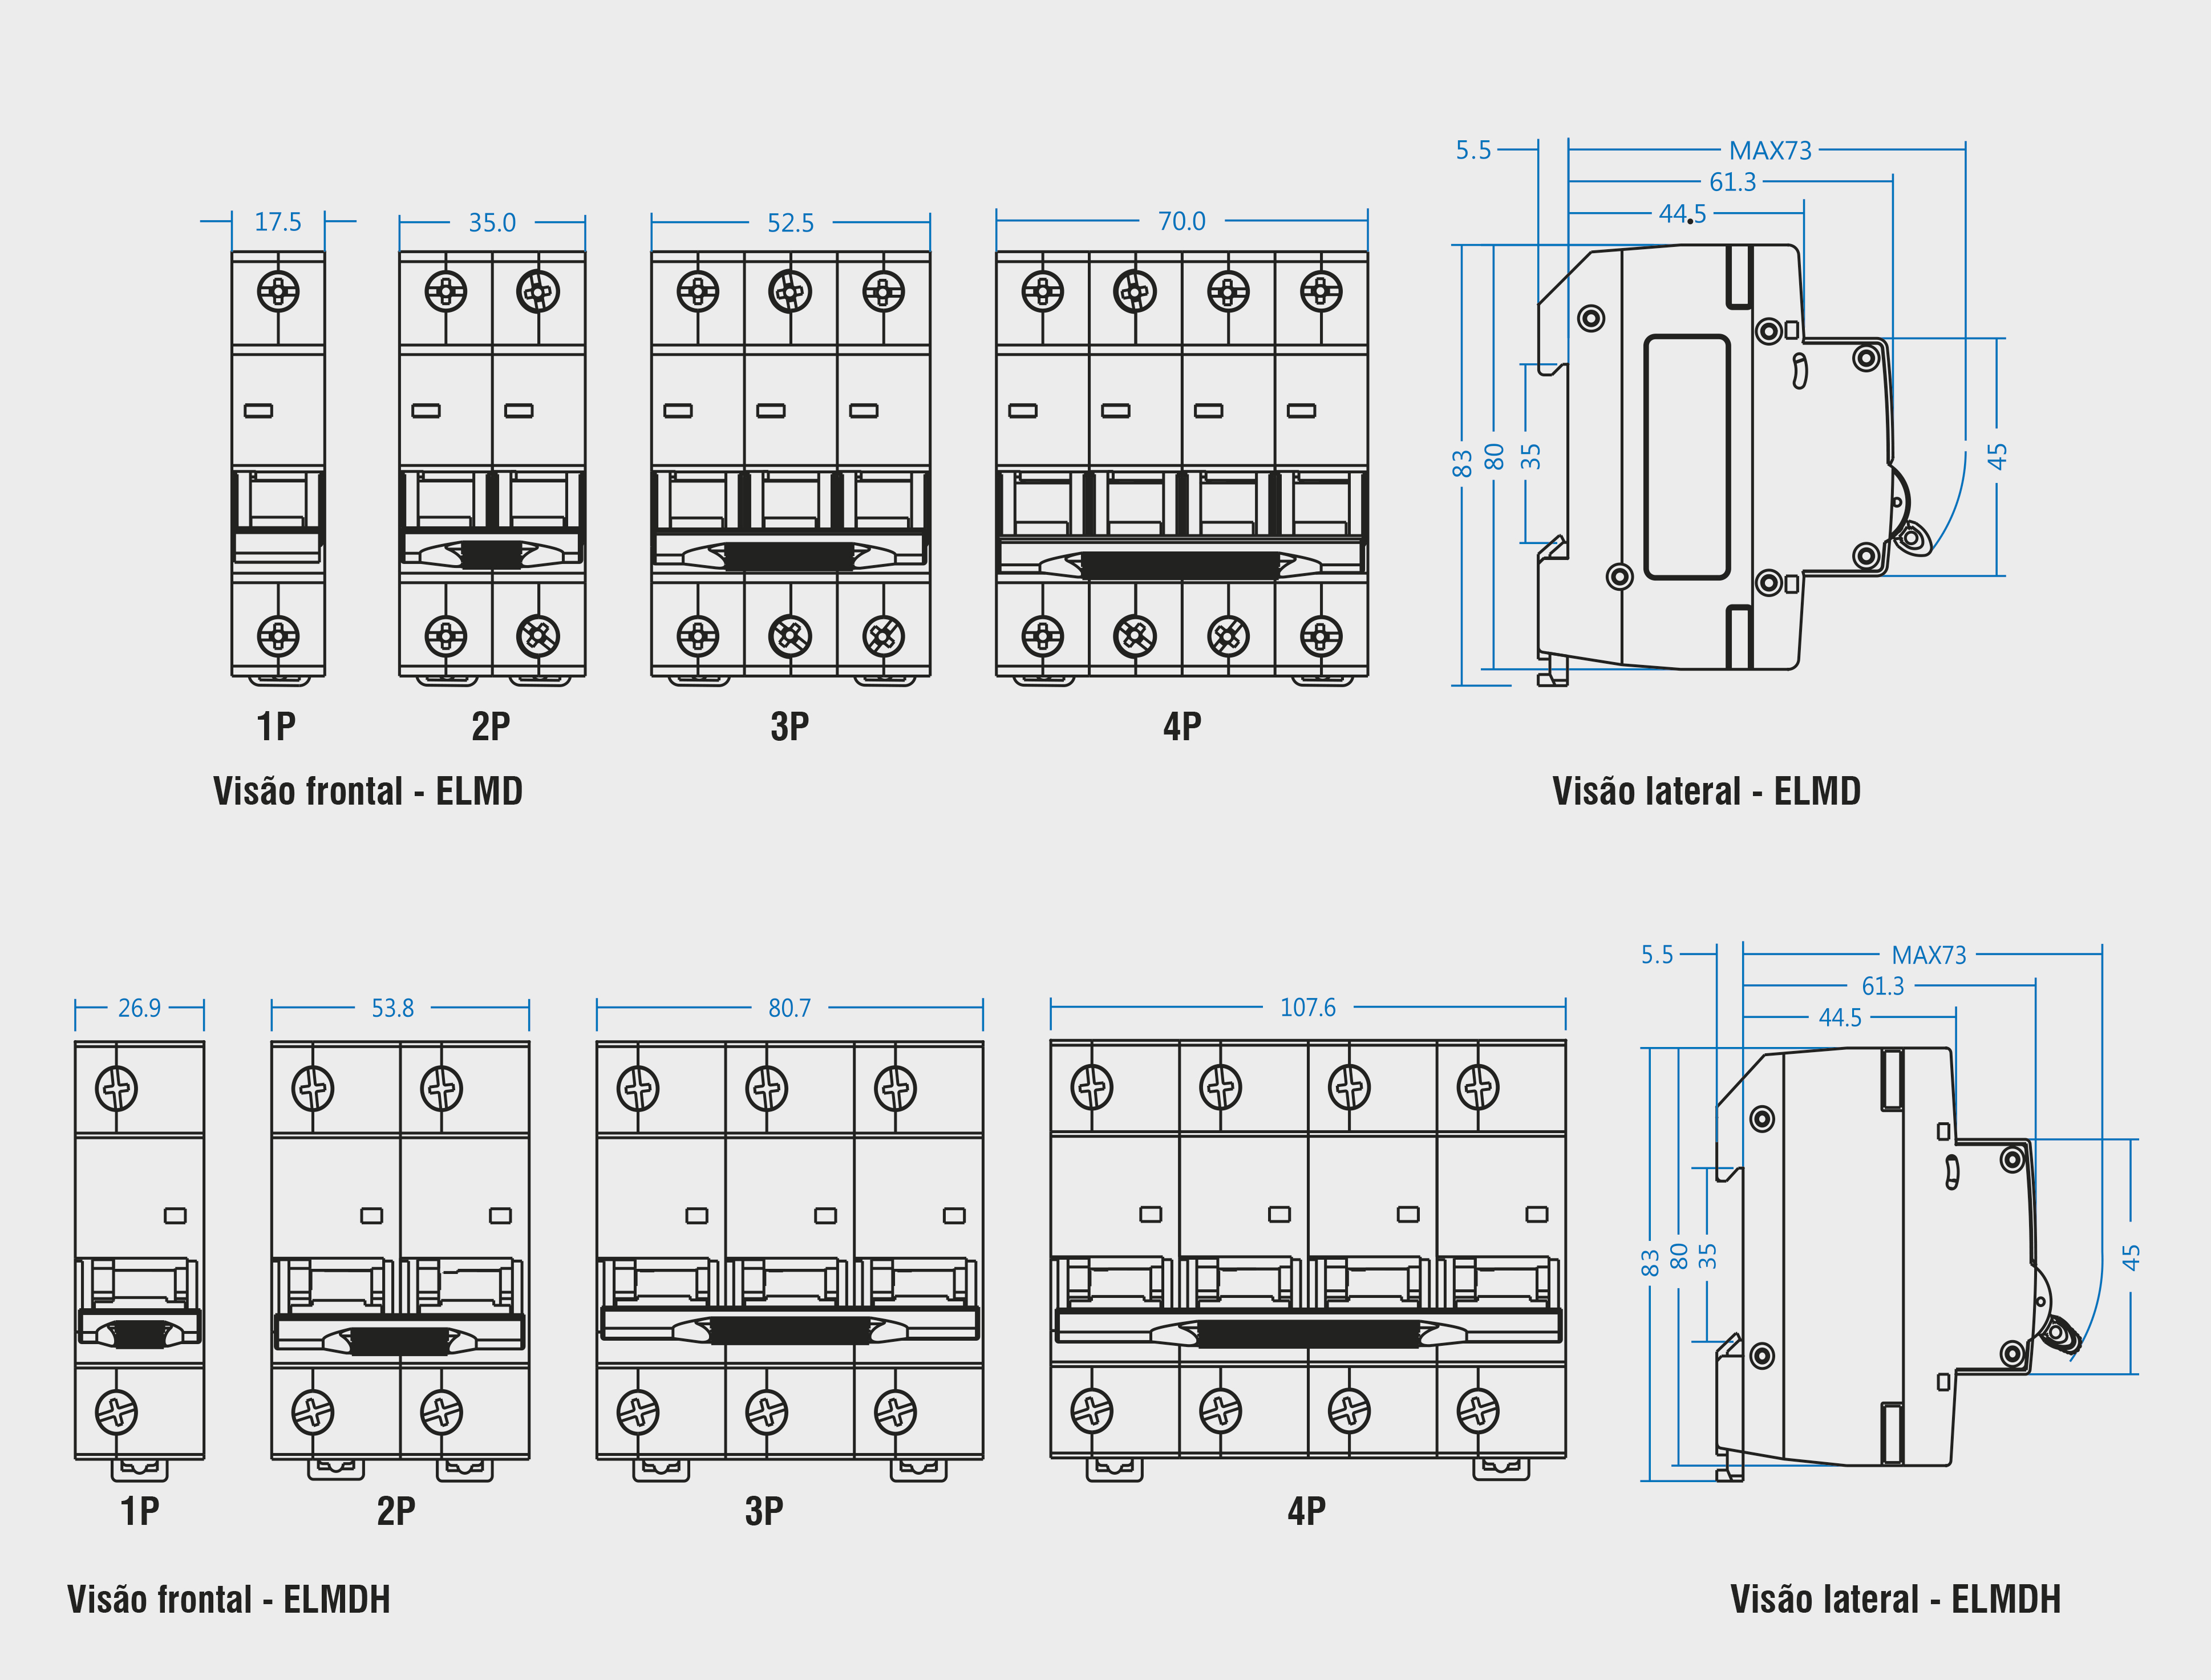 5.5 MAX73
61.3
44.5
17.5 35.0 52.5 70.0
83 80 35 45
1P 2P 3P 4P
Visão frontal - ELMD Visão lateral - ELMD
5.5 MAX73
61.3
26.9 53.8 80.7 107.6 44.5
83 80 35 45
1P 2P 3P 4P
Visão frontal - ELMDH Visão lateral - ELMDH